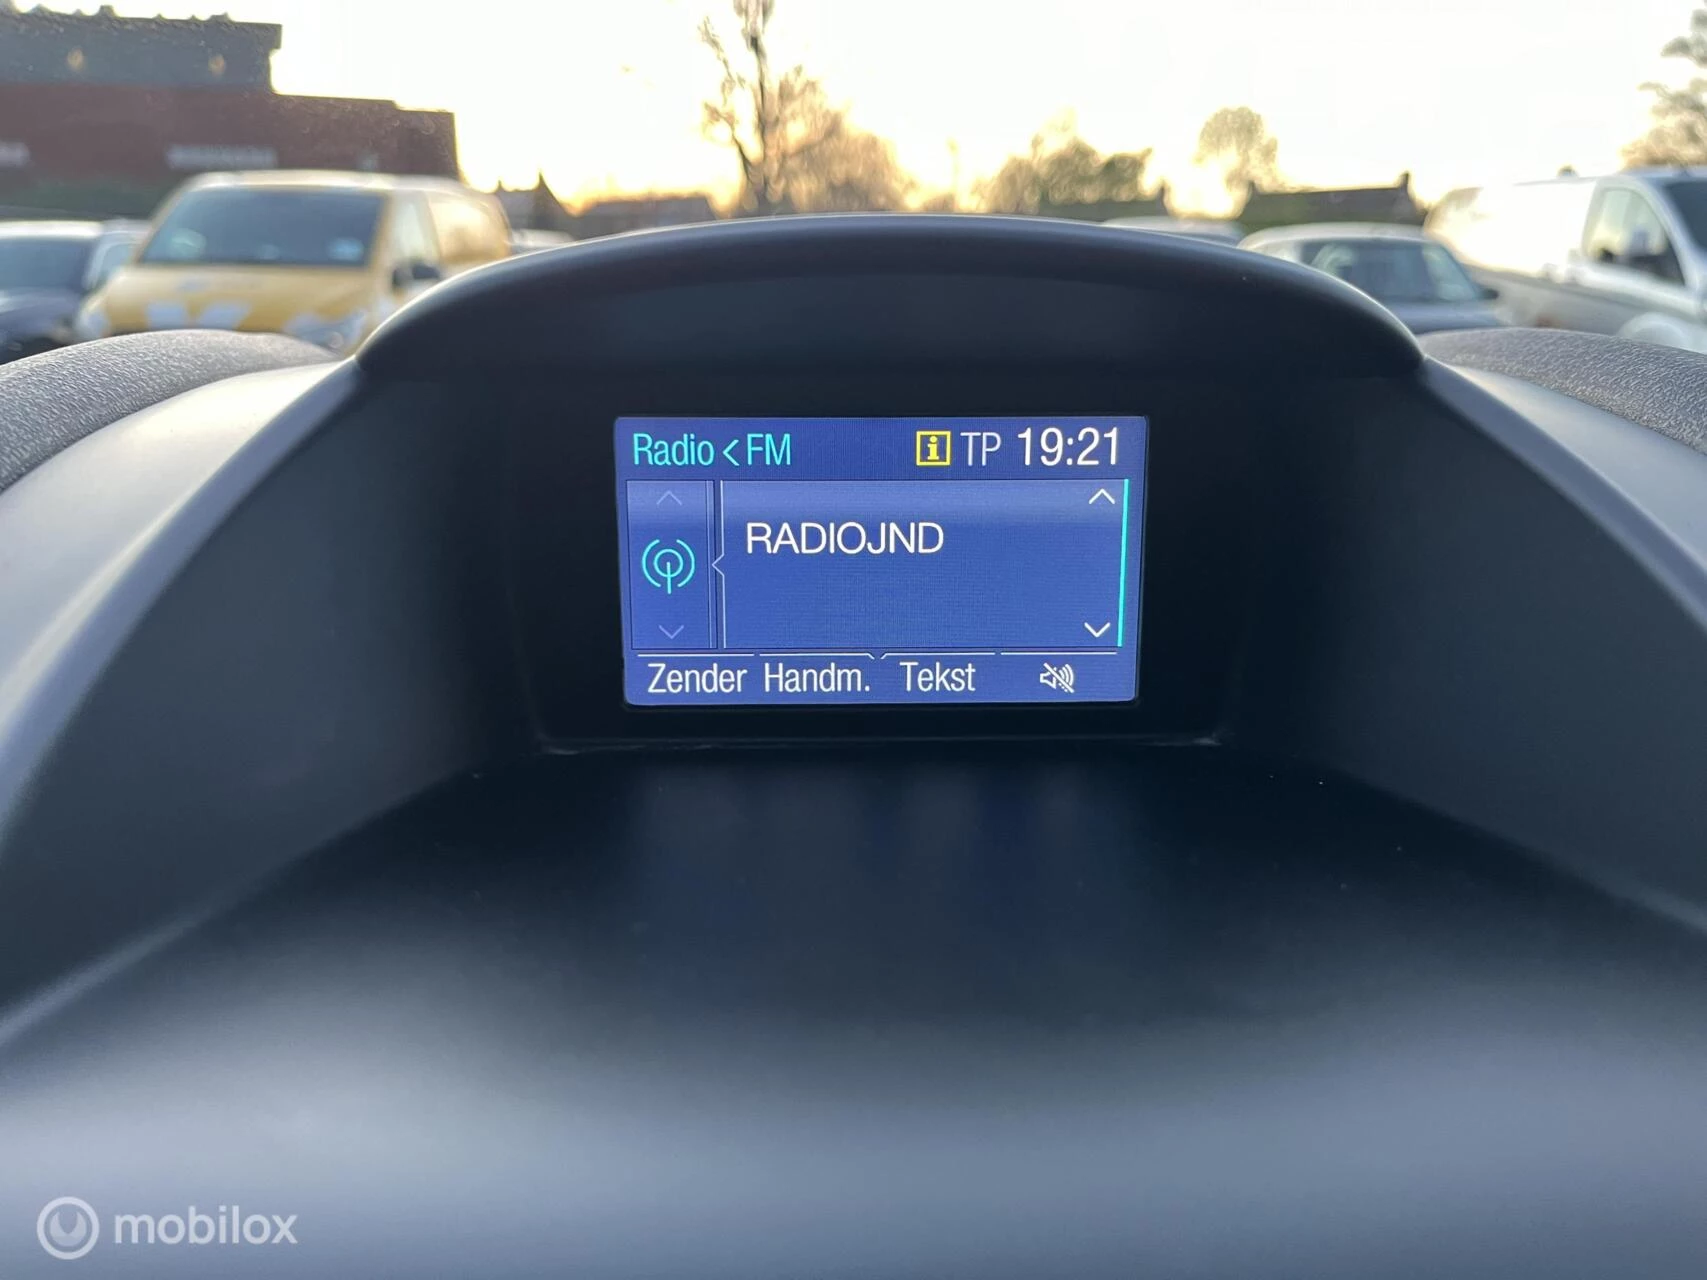 Radio < FM i TP 19:21
RADIOJND
Zender Handm. Tekst
mobilox